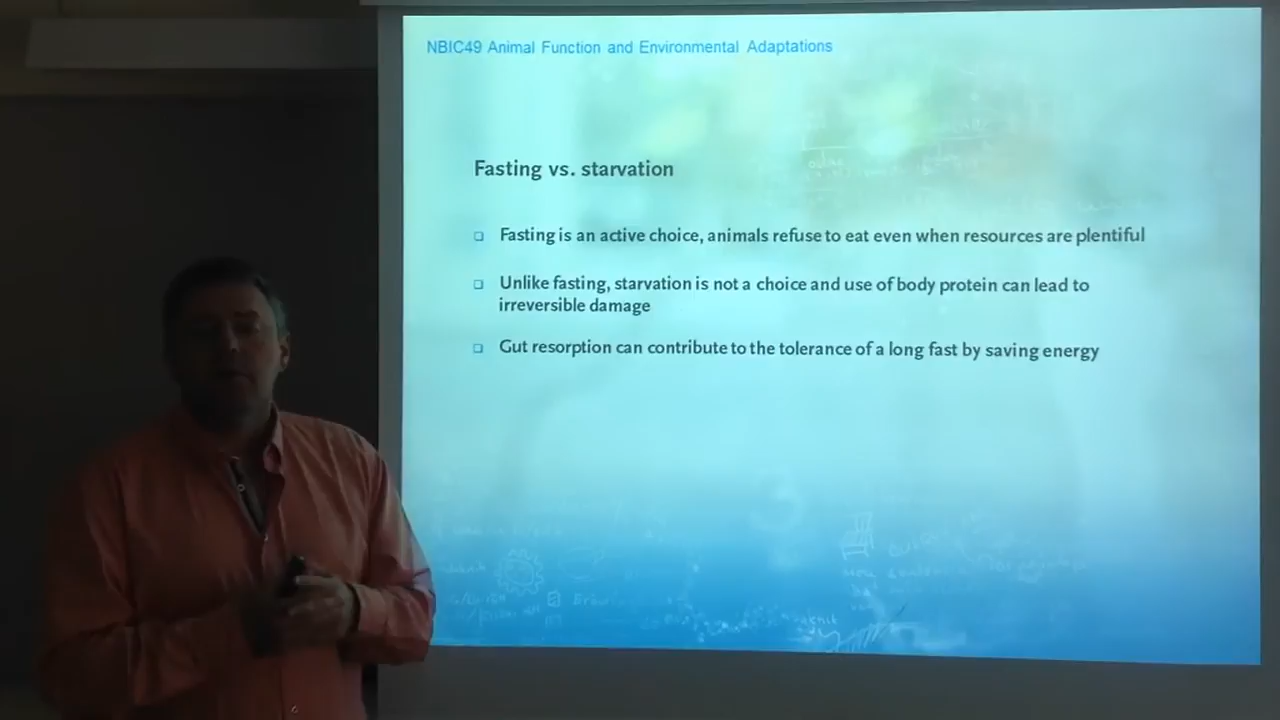 NBIC49 Animal Function and Environmental Adaptations
Fasting vs. starvation
Fasting is an active choice, animals refuse to eat even when resources are plentiful
Unlike fasting, starvation is not a choice and use of body protein can lead to
irreversible damage
Gut resorption can contribute to the tolerance of a long fast by saving energy